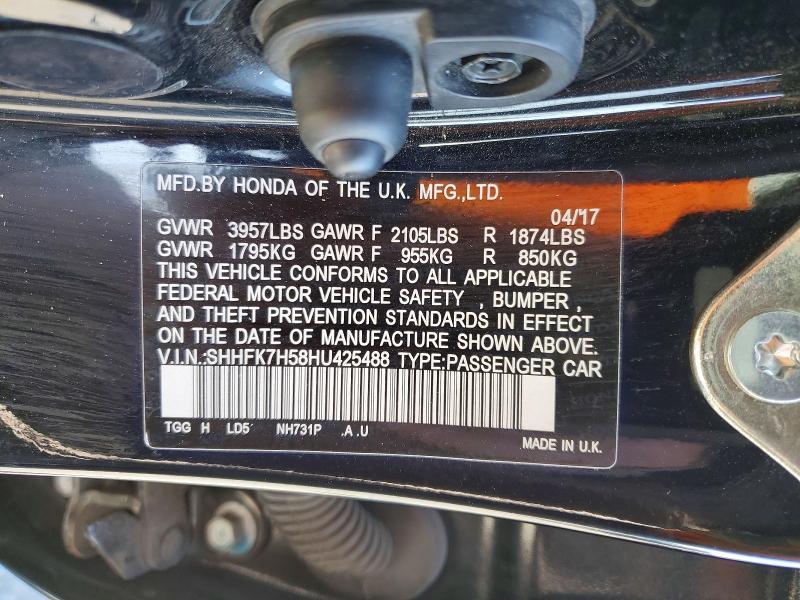 MFD.BY HONDA OF THE U.K. MFG.,LTD.
04/17
GVWR 3957LBS GAWR F 2105LBS R 1874LBS
GVWR 1795KG GAWR F 955KG R 850KG
THIS VEHICLE CONFORMS TO ALL APPLICABLE
FEDERAL MOTOR VEHICLE SAFETY , BUMPER ,
AND THEFT PREVENTION STANDARDS IN EFFECT
ON THE DATE OF MANUFACTURE SHOWN ABOVE.
V.I.N.:SHHFK7H58HU425488 TYPE:PASSENGER CAR
TGG H LD5 NH731P .A .U
MADE IN U.K.